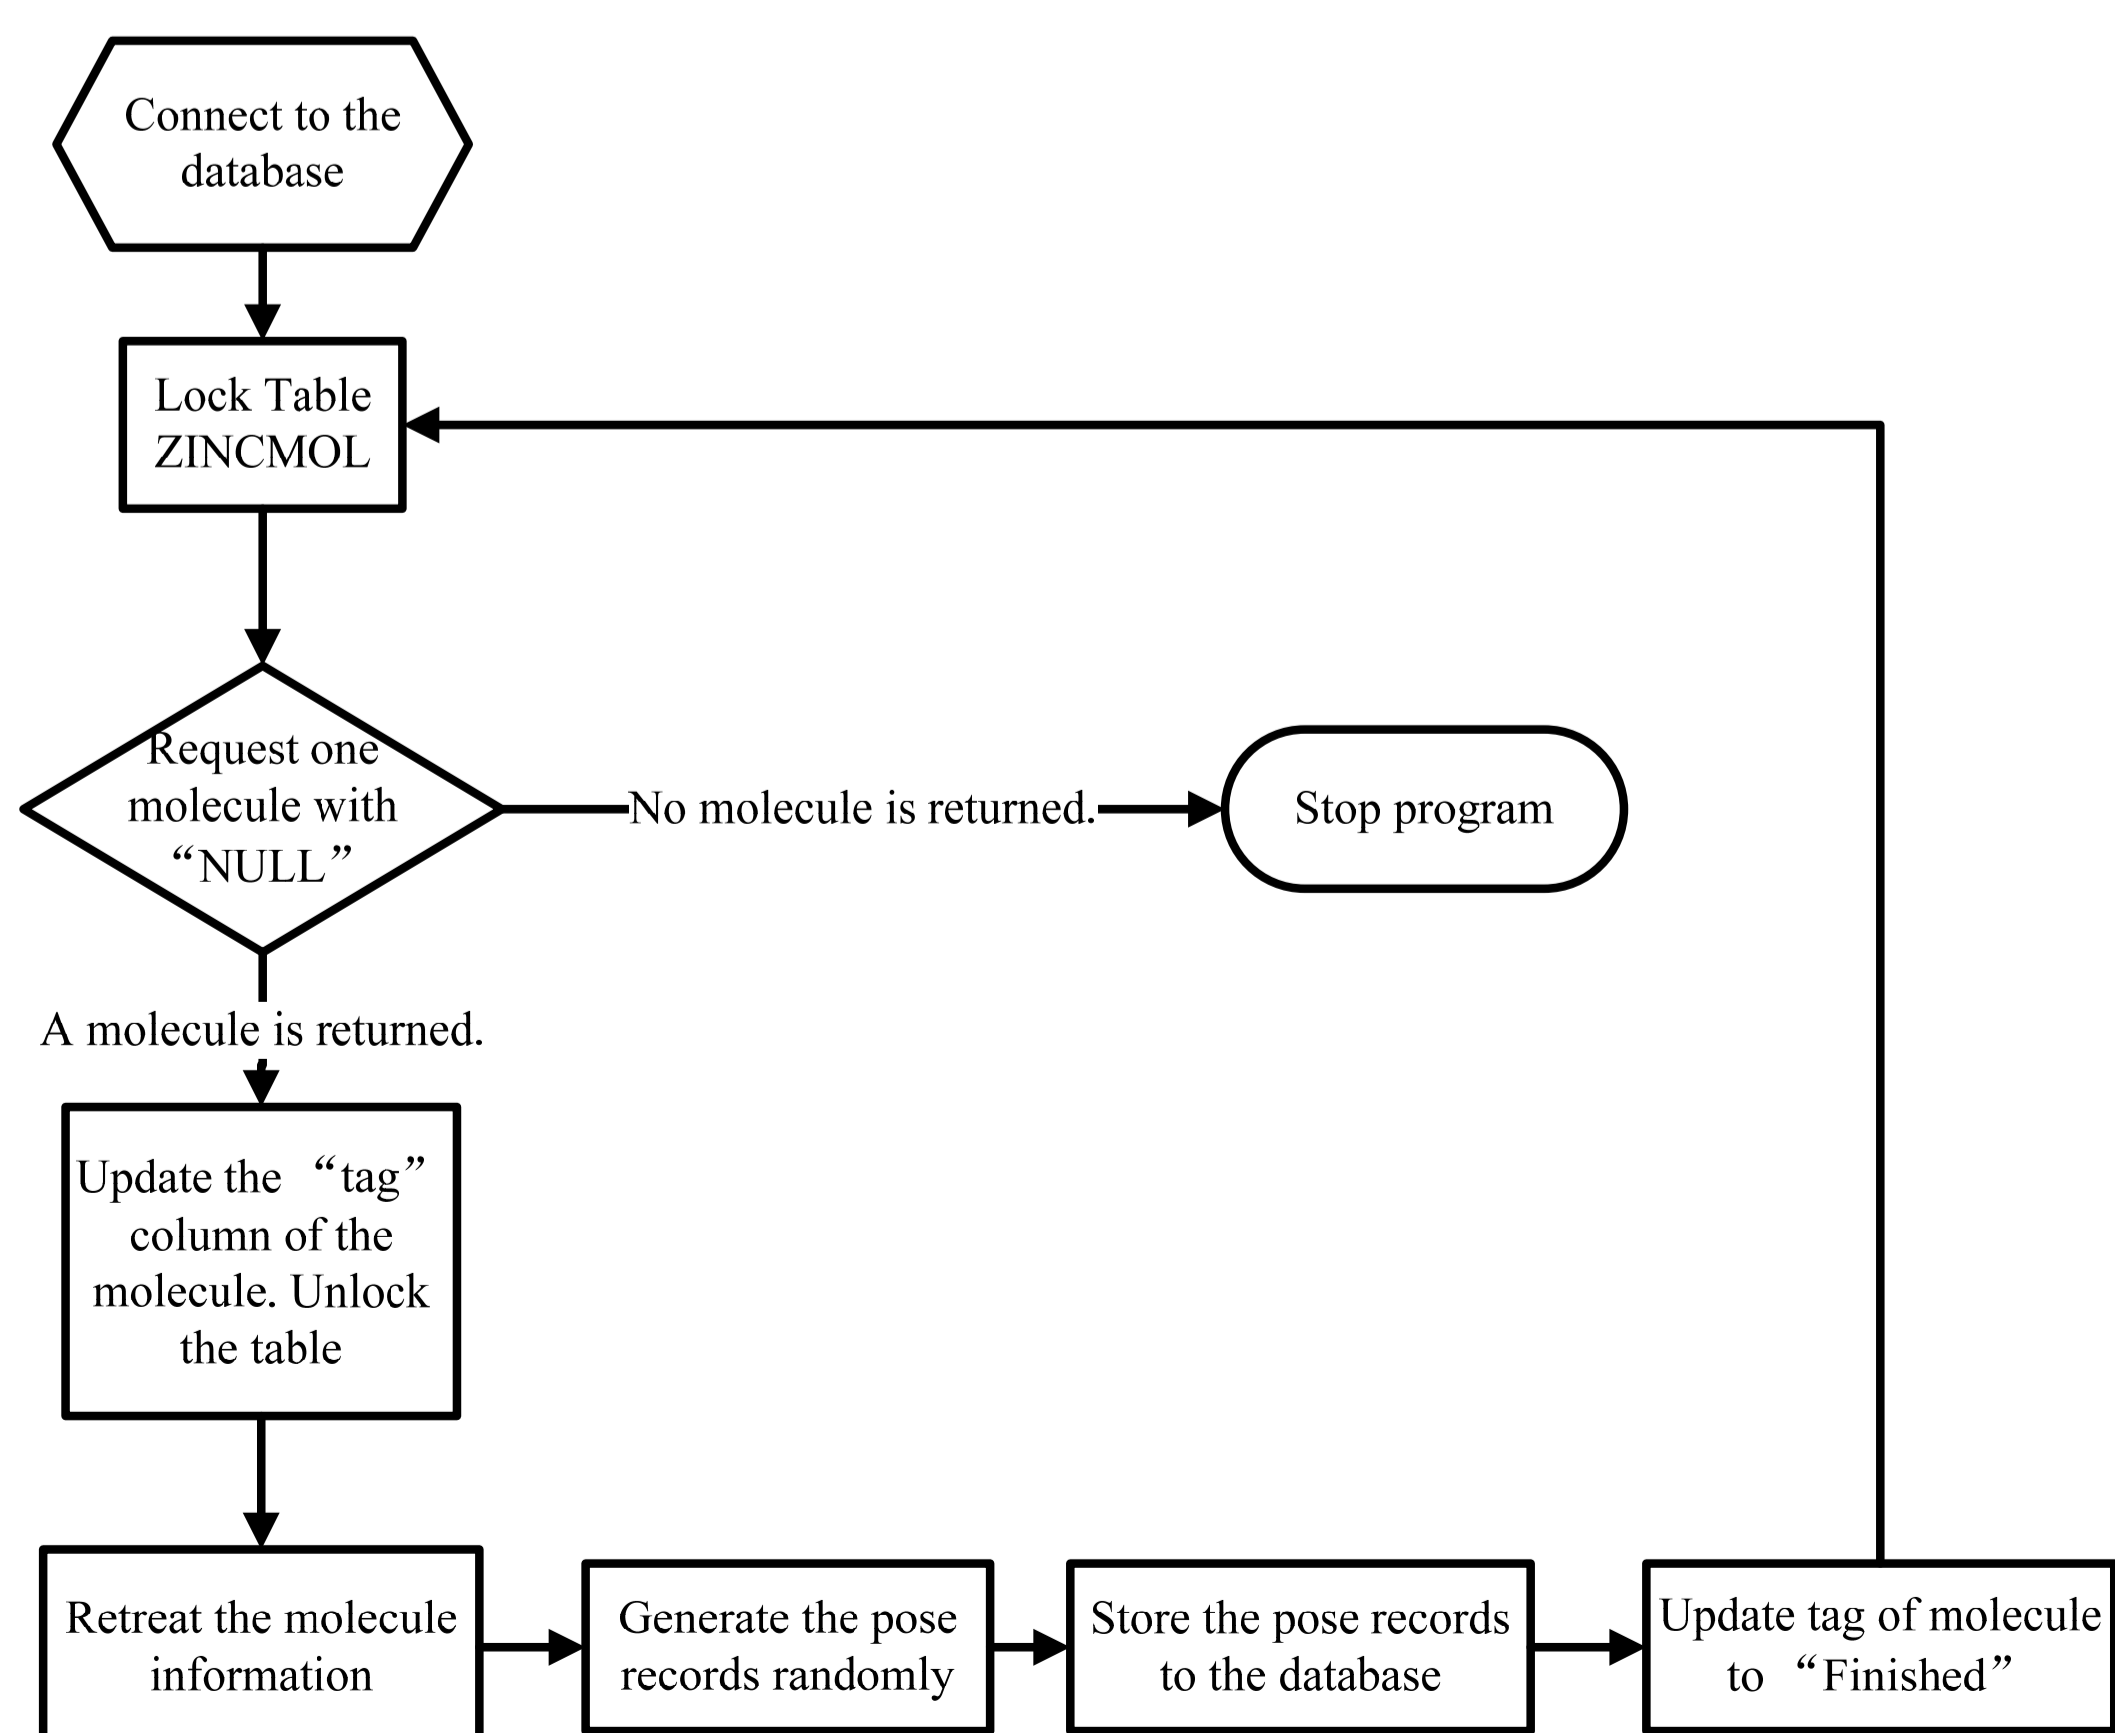 Connect to the
database
Lock Table
ZINCMOL
Request one
molecule with
“NULL”
No molecule is returned.
Stop program
A molecule is returned.
Update the “tag”
column of the
molecule. Unlock
the table
Retreat the molecule
information
Generate the pose
records randomly
Store the pose records
to the database
Update tag of molecule
to “Finished”